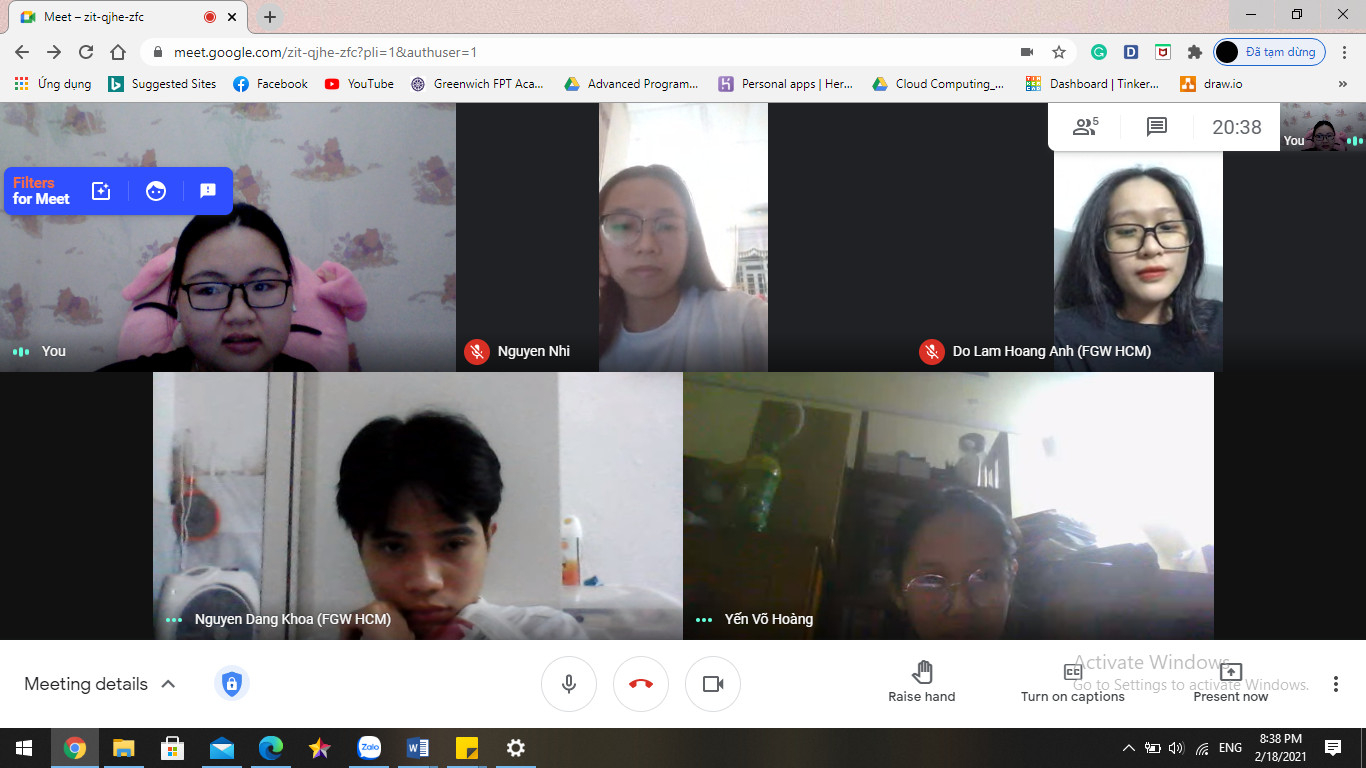 Meet – zit-qjhe-zfc
meet.google.com/zit-qjhe-zfc?pli=1&authuser=1
Đã tạm dừng
Ứng dụng
Suggested Sites
Facebook
YouTube
Greenwich FPT Aca...
Advanced Program...
Personal apps | Her...
Cloud Computing_...
Dashboard | Tinker...
draw.io
»
Filters
for Meet
5
20:38
You
You
Nguyen Nhi
Do Lam Hoang Anh (FGW HCM)
Nguyen Dang Khoa (FGW HCM)
Yến Võ Hoàng
Meeting details
Raise hand
Turn on captions
Present now
Activate Windows
Go to Settings to activate Windows.
Zalo
ENG
8:38 PM
2/18/2021